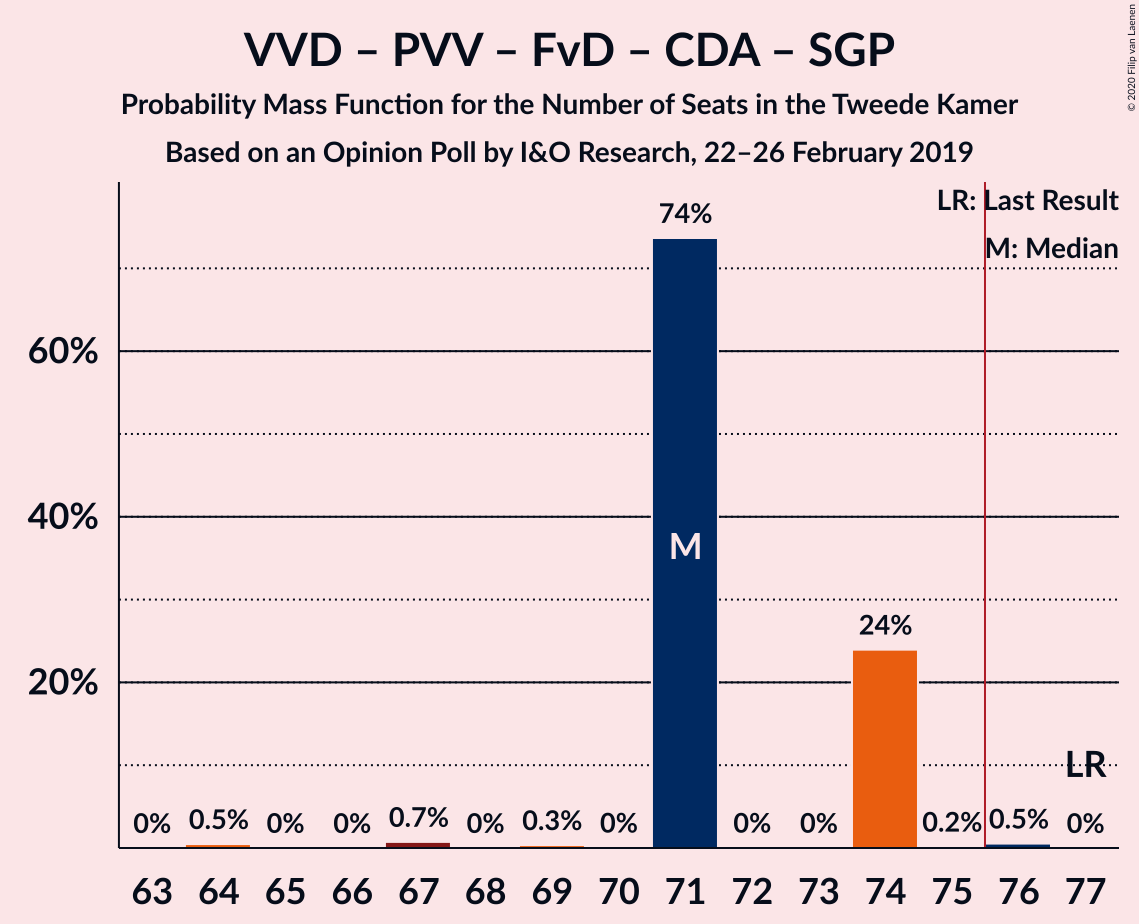 VVD – PVV – FvD – CDA – SGP
Probability Mass Function for the Number of Seats in the Tweede Kamer
Based on an Opinion Poll by I&O Research, 22–26 February 2019
© 2020 Filip van Laenen
LR: Last Result
M: Median
74%
60%
M
40%
24%
20%
LR
0% 0.5% 0% 0% 0.7% 0% 0.3% 0% 0% 0% 0.2% 0.5% 0%
63 64 65 66 67 68 69 70 71 72 73 74 75 76 77